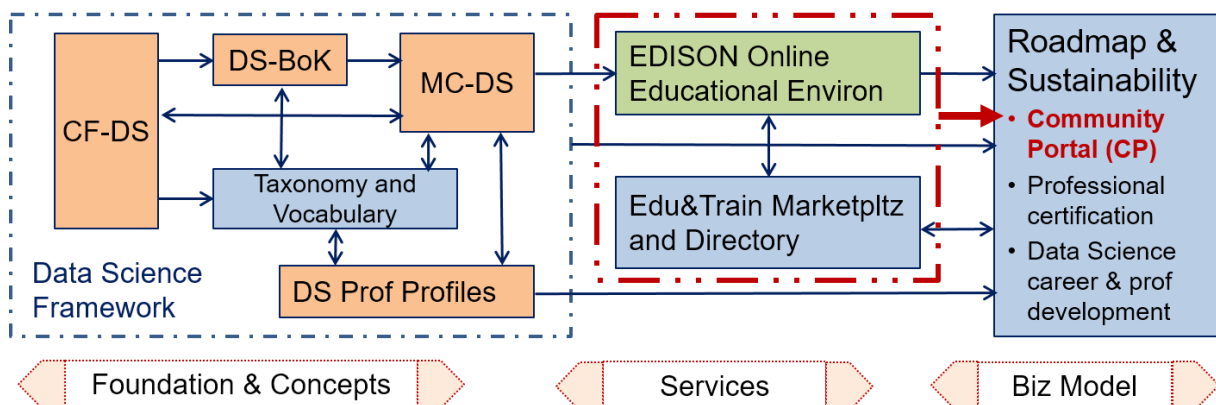 CF-DS
DS-BoK
MC-DS
Taxonomy and
Vocabulary
DS Prof Profiles
Data Science
Framework
EDISON Online
Educational Environ
Edu&Train Marketpltz
and Directory
Roadmap &
Sustainability
• Community
Portal (CP)
• Professional
certification
• Data Science
career & prof
development
Foundation & Concepts
Services
Biz Model